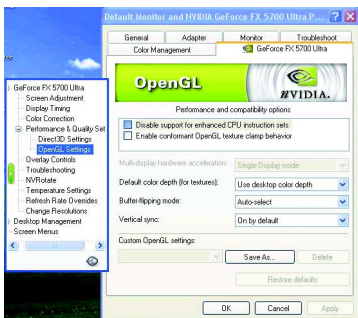 Default Monitor and NVIDIA GeForce FX 5700 Ultra P...
General
Adapter
Monitor
Troubleshoot
Color Management
GeForce FX 5700 Ultra
OpenGL
NVIDIA.
Performance and compatibility options
Disable support for enhanced CPU instruction sets
Enable conformant OpenGL texture clamp behavior
Multi-display hardware acceleration:
Single-Display mode
Default color depth (for textures):
Use desktop color depth
Buffer-flipping mode:
Auto-select
Vertical sync:
On by default
Custom OpenGL settings:
Save As...
Delete
Restore defaults
OK
Cancel
Apply
GeForce FX 5700 Ultra
Screen Adjustment
Display Timing
Color Correction
Performance & Quality Set
Direct3D Settings
OpenGL Settings
Overlay Controls
Troubleshooting
NVRotate
Temperature Settings
Refresh Rate Overrides
Change Resolutions
Desktop Management
Screen Menus